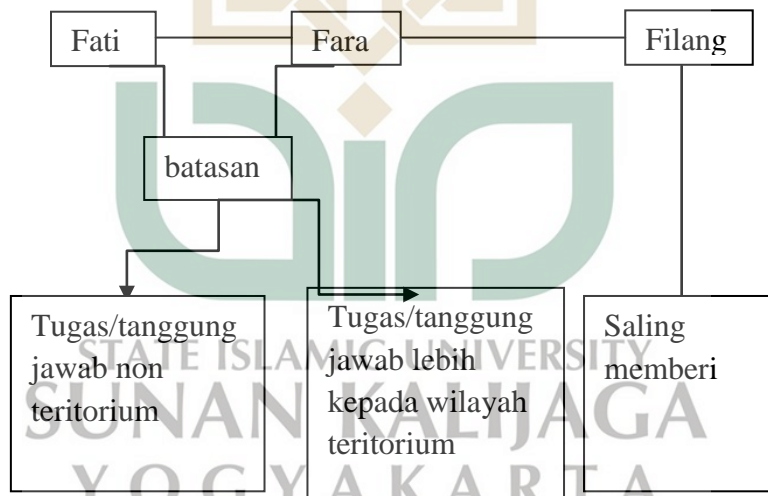 Fati
Fara
Filang
batasan
Tugas/tanggung
jawab non
teritorium
Tugas/tanggung
jawab lebih
kepada wilayah
teritorium
Saling
memberi
STATE ISLAMIC UNIVERSITY
SUNAN KALIJAGA
YOGYAKARTA